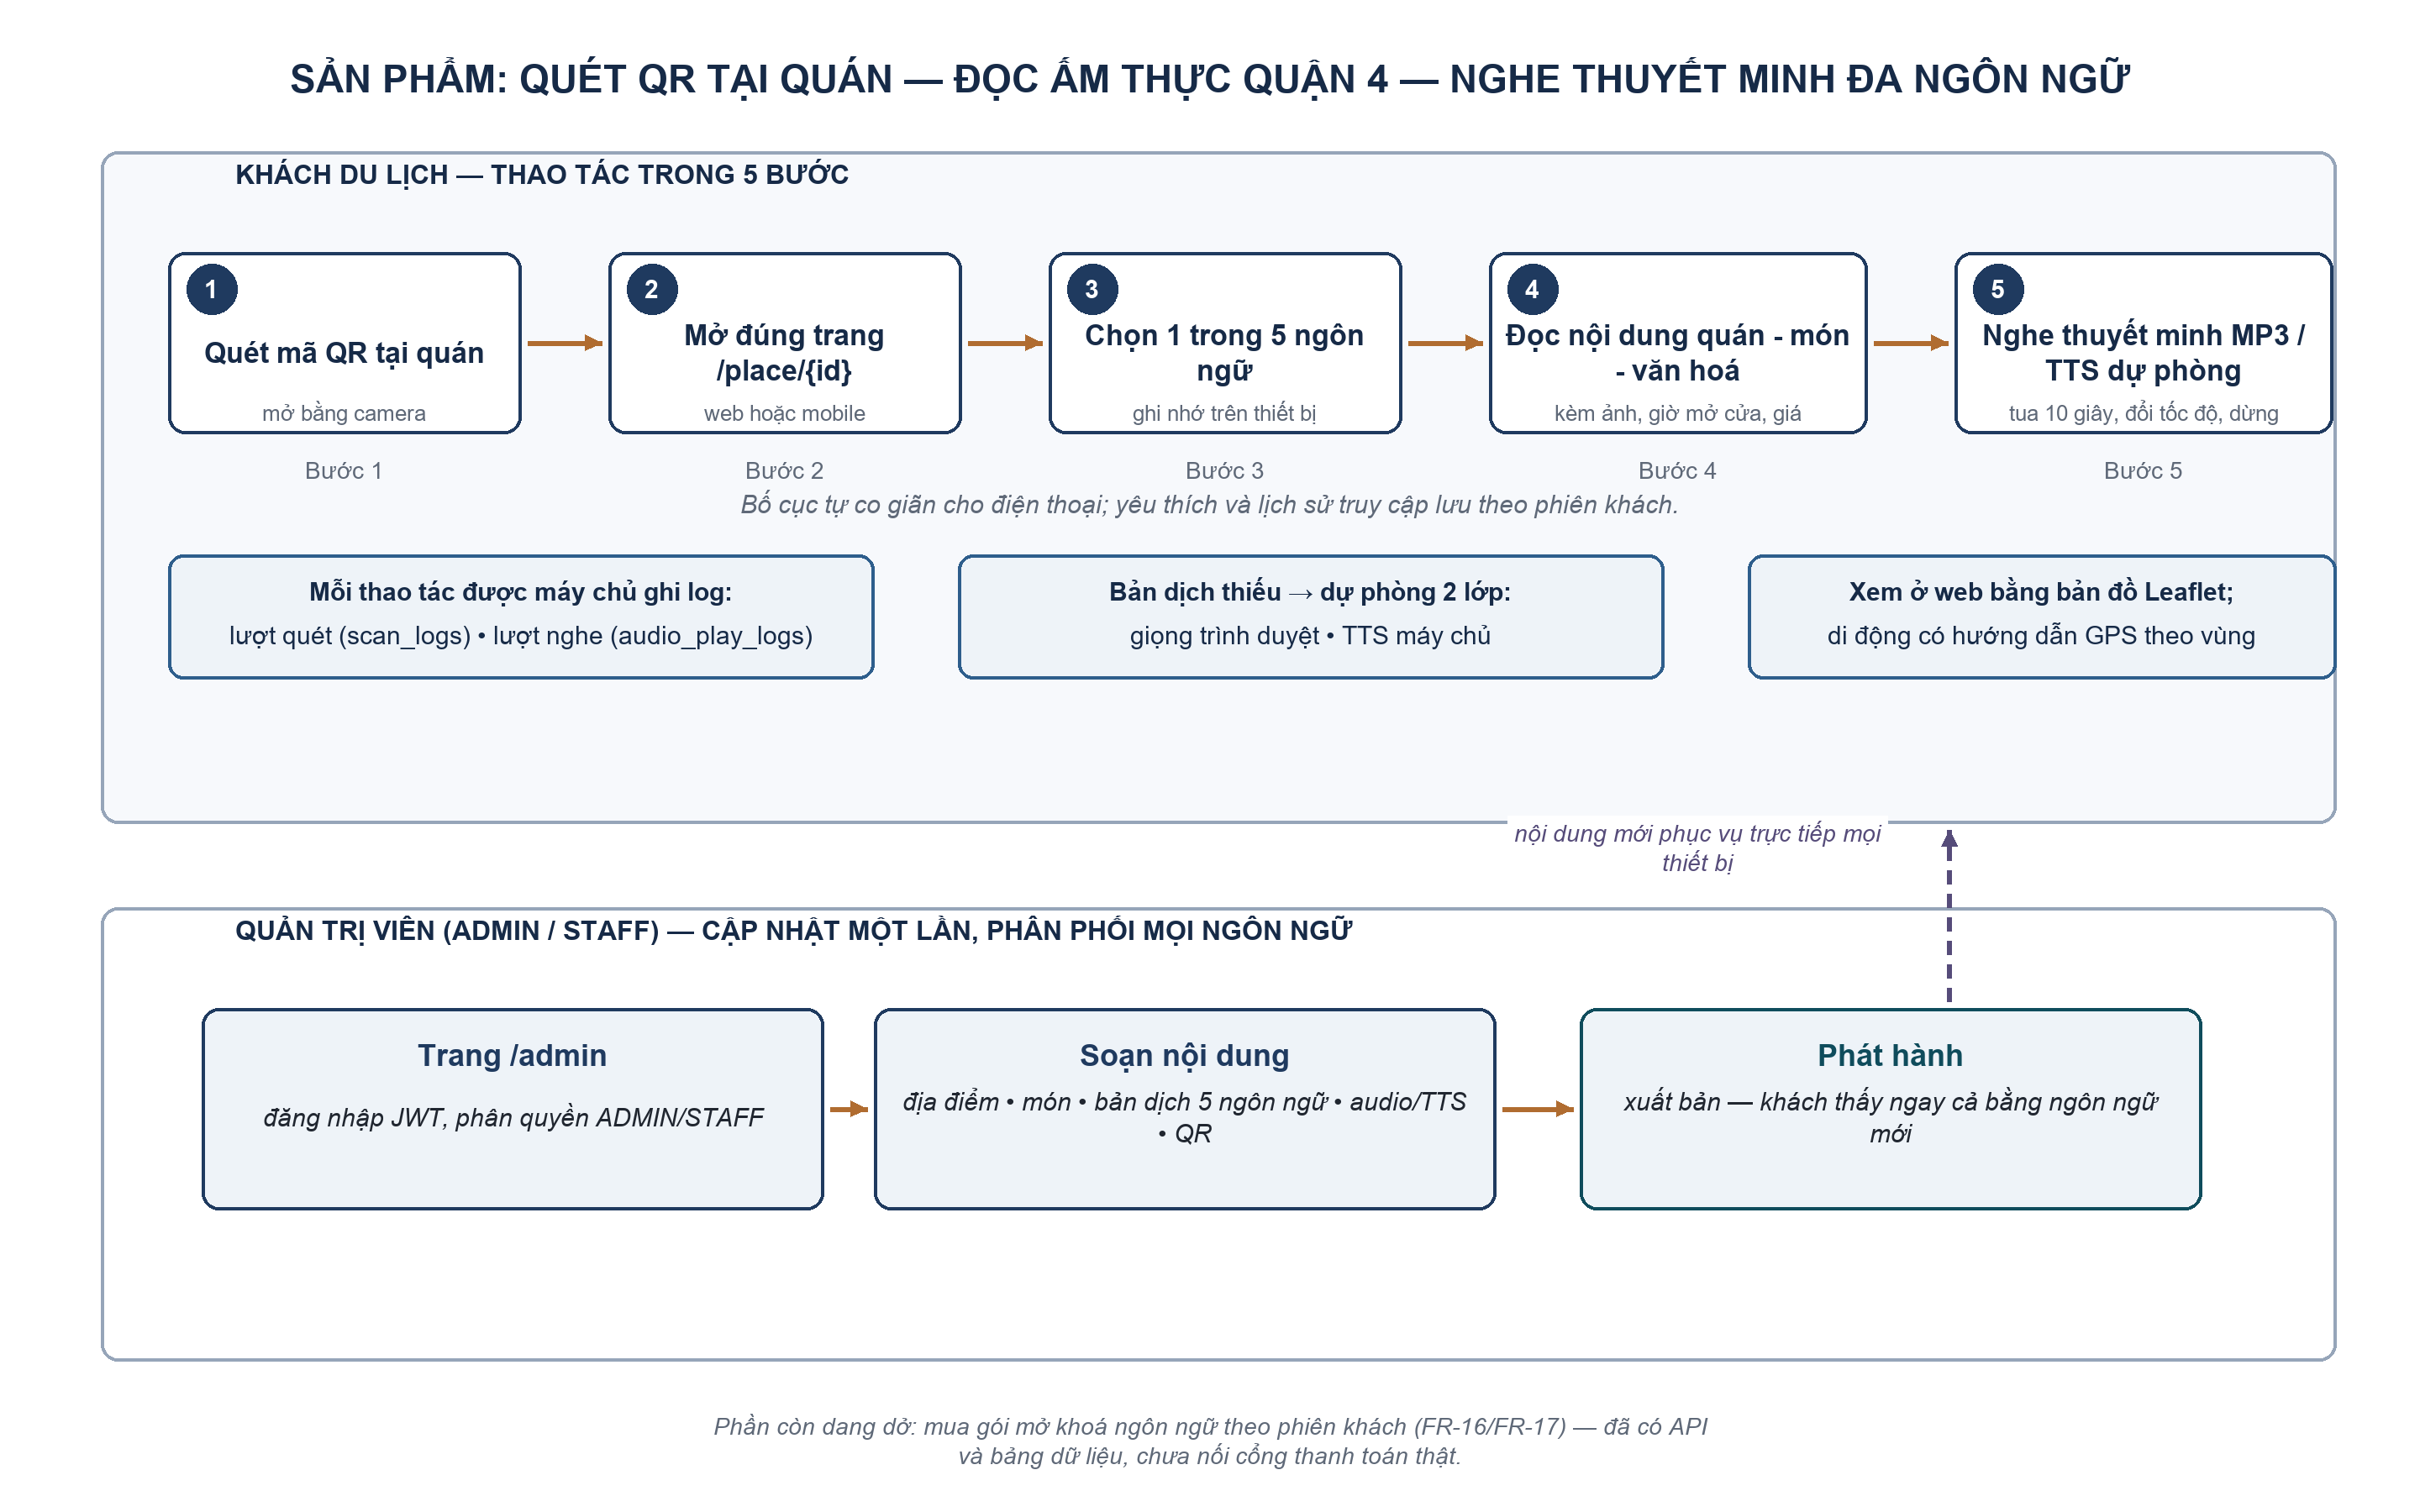 SẢN PHẨM: QUÉT QR TẠI QUÁN — ĐỌC ẨM THỰC QUẬN 4 — NGHE THUYẾT MINH ĐA NGÔN NGỮ
KHÁCH DU LỊCH — THAO TÁC TRONG 5 BƯỚC
1
Quét mã QR tại quán
mở bằng camera
Bước 1
2
Mở đúng trang
/place/{id}
web hoặc mobile
Bước 2
3
Chọn 1 trong 5 ngôn
ngữ
ghi nhớ trên thiết bị
Bước 3
4
Đọc nội dung quán - món
- văn hoá
kèm ảnh, giờ mở cửa, giá
Bước 4
5
Nghe thuyết minh MP3 /
TTS dự phòng
tua 10 giây, đổi tốc độ, dừng
Bước 5
Bố cục tự co giãn cho điện thoại; yêu thích và lịch sử truy cập lưu theo phiên khách.
Mỗi thao tác được máy chủ ghi log:
lượt quét (scan_logs) • lượt nghe (audio_play_logs)
Bản dịch thiếu → dự phòng 2 lớp:
giọng trình duyệt • TTS máy chủ
Xem ở web bằng bản đồ Leaflet;
di động có hướng dẫn GPS theo vùng
nội dung mới phục vụ trực tiếp mọi
thiết bị
QUẢN TRỊ VIÊN (ADMIN / STAFF) — CẬP NHẬT MỘT LẦN, PHÂN PHỐI MỌI NGÔN NGỮ
Trang /admin
đăng nhập JWT, phân quyền ADMIN/STAFF
Soạn nội dung
địa điểm • món • bản dịch 5 ngôn ngữ • audio/TTS
• QR
Phát hành
xuất bản — khách thấy ngay cả bằng ngôn ngữ
mới
Phần còn dang dở: mua gói mở khoá ngôn ngữ theo phiên khách (FR-16/FR-17) — đã có API
và bảng dữ liệu, chưa nối cổng thanh toán thật.